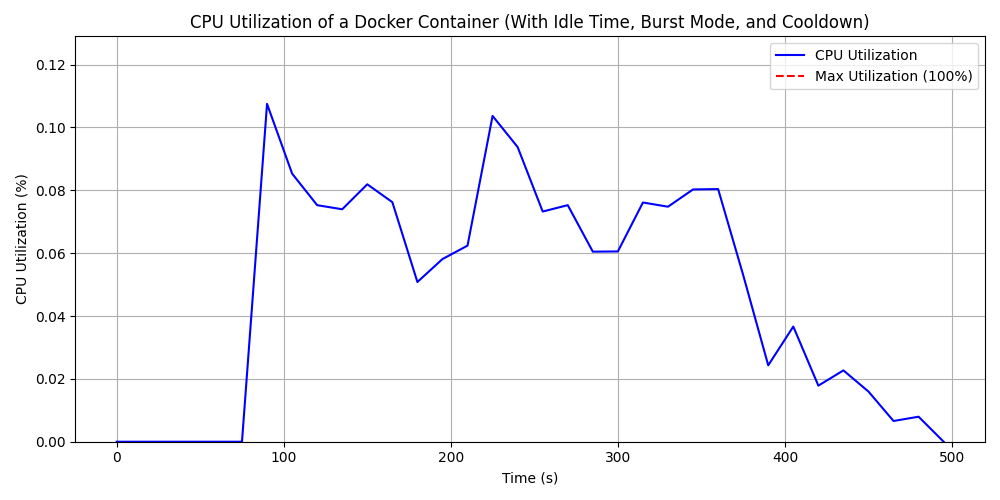 CPU Utilization of a Docker Container (With Idle Time, Burst Mode, and Cooldown)
CPU Utilization
Max Utilization (100%)
CPU Utilization (%)
0.12
0.10
0.08
0.06
0.04
0.02
0.00
0
100
200
300
400
500
Time (s)